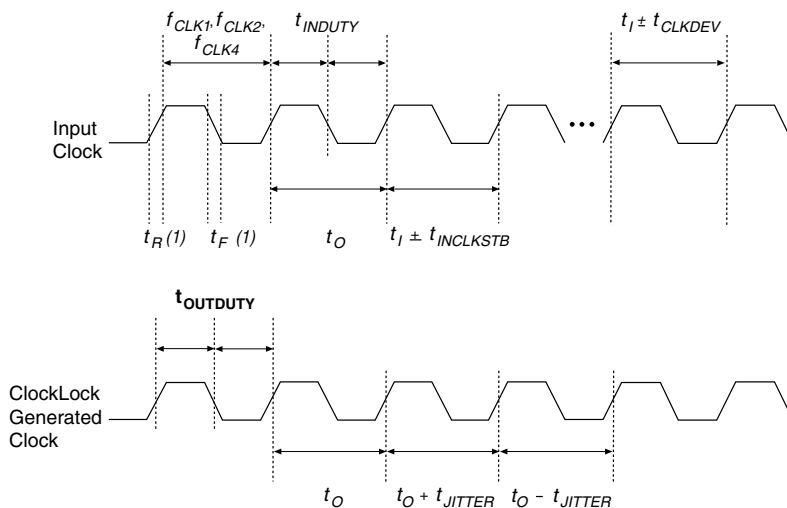 fCLK1, fCLK2,
fCLK4
tINDUTY
tI ± tCLKDEV
Input
Clock
•••
tR (1)
tF (1)
tO
tI ± tINCLKSTB
tOUTDUTY
ClockLock
Generated
Clock
tO
tO + tJITTER
tO – tJITTER